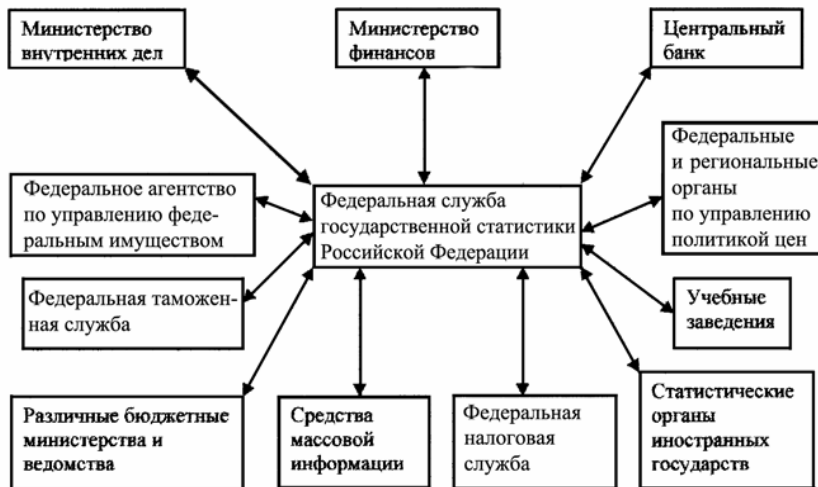 Министерство
внутренних дел
Министерство
финансов
Центральный
банк
Федеральное агентство
по управлению феде-
ральным имуществом
Федеральная служба
государственной статистики
Российской Федерации
Федеральные
и региональные
органы
по управлению
политикой цен
Федеральная таможен-
ная служба
Учебные
заведения
Различные бюджетные
министерства и
ведомства
Средства
массовой
информации
Федеральная
налоговая
служба
Статистические
органы
иностранных
государств